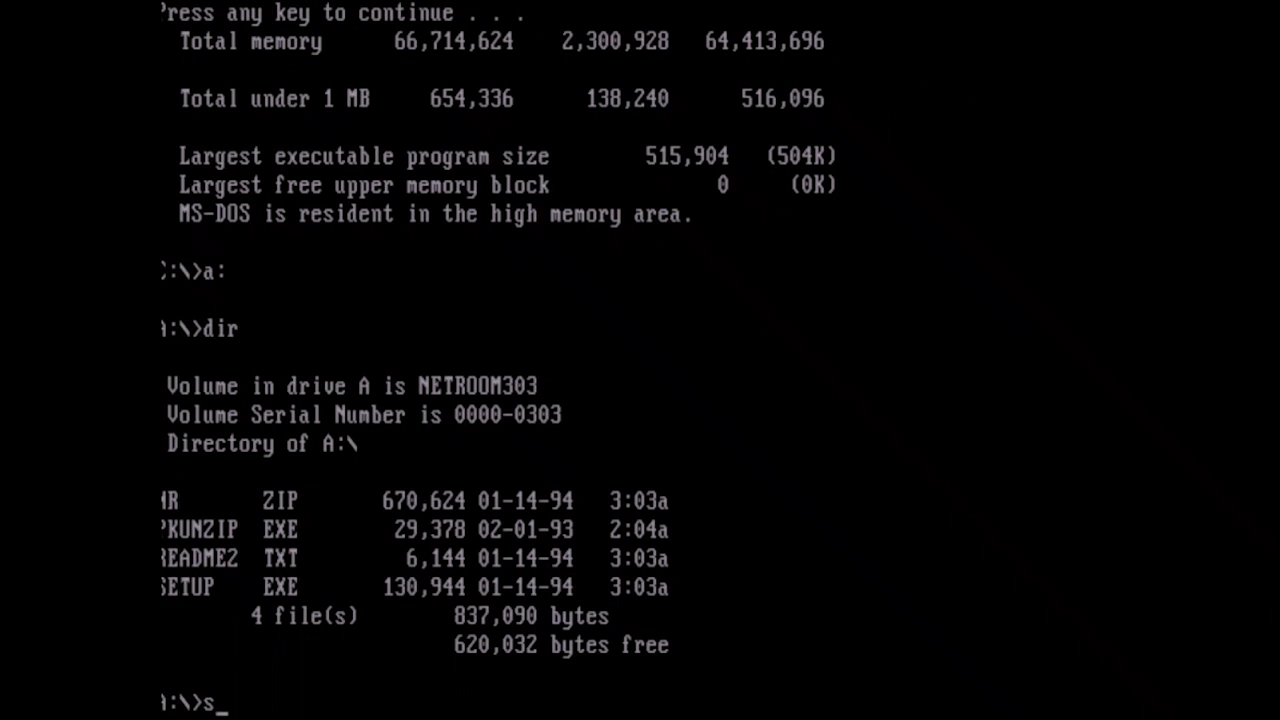 Press any key to continue . . .
Total memory 66,714,624 2,300,928 64,413,696
Total under 1 MB 654,336 138,240 516,096
Largest executable program size 515,904 (504K)
Largest free upper memory block 0 (0K)
MS-DOS is resident in the high memory area.
C:\>a:
A:\>dir
Volume in drive A is NETROOM303
Volume Serial Number is 0000-0303
Directory of A:\
NR ZIP 670,624 01-14-94 3:03a
PKUNZIP EXE 29,378 02-01-93 2:04a
README2 TXT 6,144 01-14-94 3:03a
SETUP EXE 130,944 01-14-94 3:03a
4 file(s) 837,090 bytes
620,032 bytes free
A:\>s_